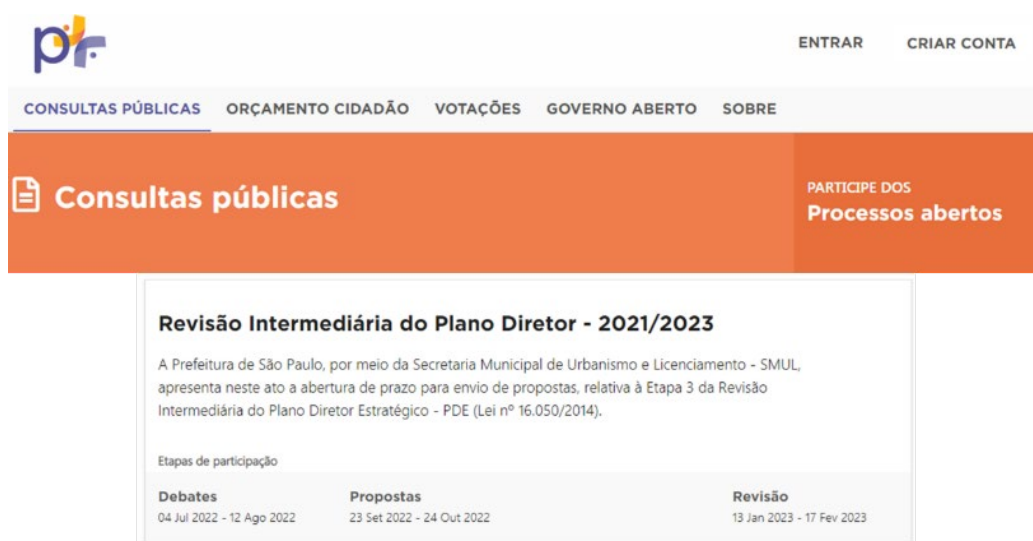 p+
ENTRAR CRIAR CONTA
CONSULTAS PÚBLICAS ORÇAMENTO CIDADÃO VOTAÇÕES GOVERNO ABERTO SOBRE
Consultas públicas
PARTICIPE DOS
Processos abertos
Revisão Intermediária do Plano Diretor - 2021/2023
A Prefeitura de São Paulo, por meio da Secretaria Municipal de Urbanismo e Licenciamento - SMUL,
apresenta neste ato a abertura de prazo para envio de propostas, relativa à Etapa 3 da Revisão
Intermediária do Plano Diretor Estratégico - PDE (Lei nº 16.050/2014).
Etapas de participação
Debates Propostas Revisão
04 Jul 2022 - 12 Ago 2022 23 Set 2022 - 24 Out 2022 13 Jan 2023 - 17 Fev 2023